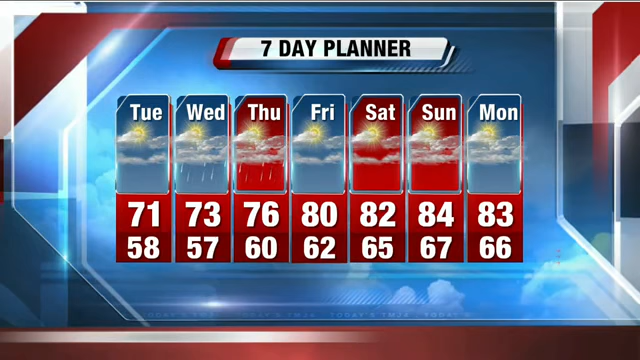 7 DAY PLANNER
Tue Wed Thu Fri Sat Sun Mon
71 73 76 80 82 84 83
58 57 60 62 65 67 66